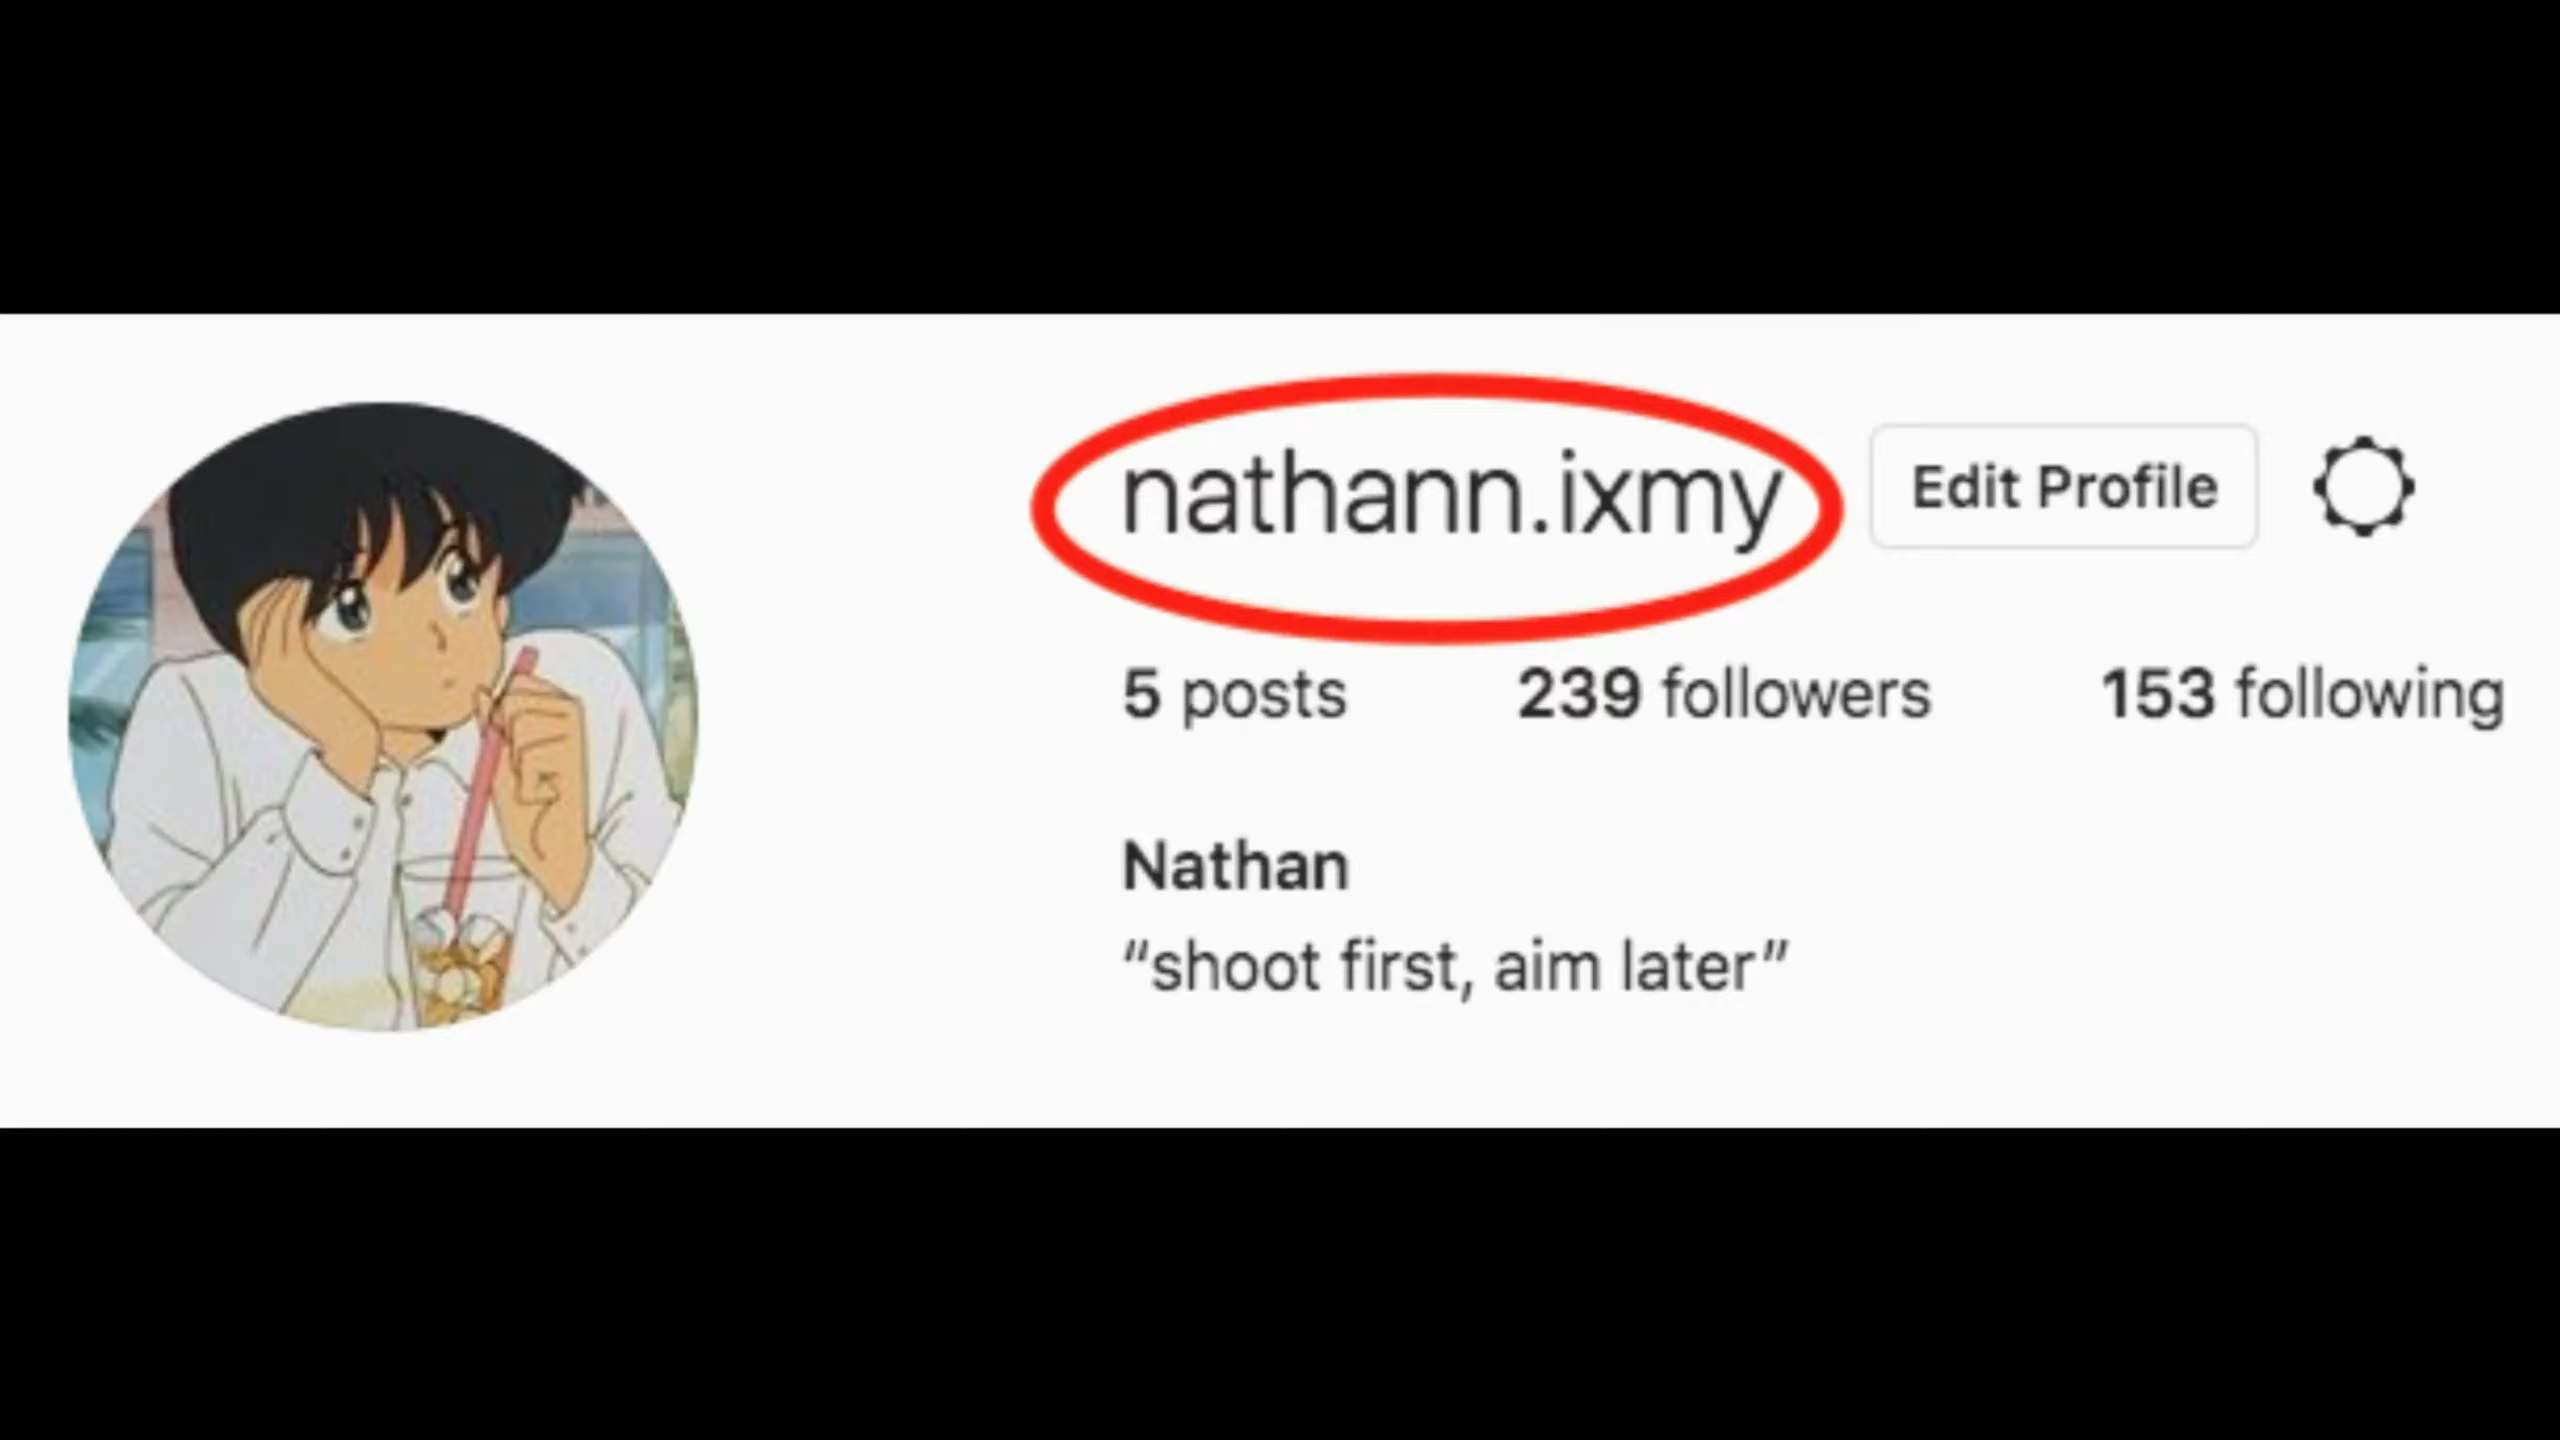 nathann.ixmy Edit Profile
5 posts 239 followers 153 following
Nathan
“shoot first, aim later”